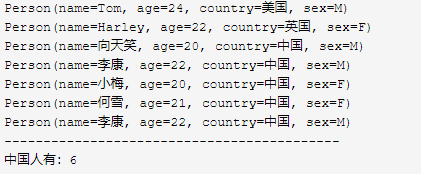 Person(name=Tom, age=24, country=美国, sex=M)
Person(name=Harley, age=22, country=英国, sex=F)
Person(name=向天笑, age=20, country=中国, sex=M)
Person(name=李康, age=22, country=中国, sex=M)
Person(name=小梅, age=20, country=中国, sex=F)
Person(name=何雪, age=21, country=中国, sex=F)
Person(name=李康, age=22, country=中国, sex=M)
-------------------------------------------
中国人有: 6